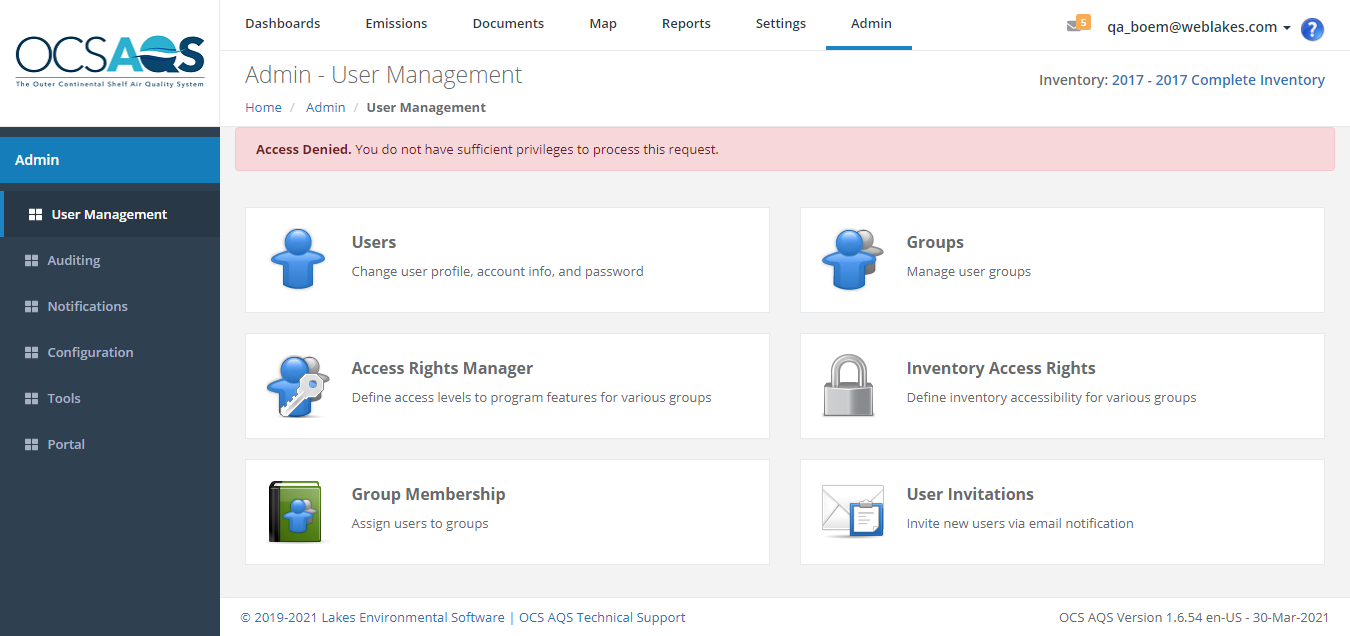 OCSAQS
The Outer Continental Shelf Air Quality System
Dashboards Emissions Documents Map Reports Settings Admin
5 qa_boem@weblakes.com ?
Admin - User Management
Inventory: 2017 - 2017 Complete Inventory
Home / Admin / User Management
Access Denied. You do not have sufficient privileges to process this request.
Admin
User Management
Auditing
Notifications
Configuration
Tools
Portal
Users
Change user profile, account info, and password
Groups
Manage user groups
Access Rights Manager
Define access levels to program features for various groups
Inventory Access Rights
Define inventory accessibility for various groups
Group Membership
Assign users to groups
User Invitations
Invite new users via email notification
© 2019-2021 Lakes Environmental Software | OCS AQS Technical Support
OCS AQS Version 1.6.54 en-US - 30-Mar-2021